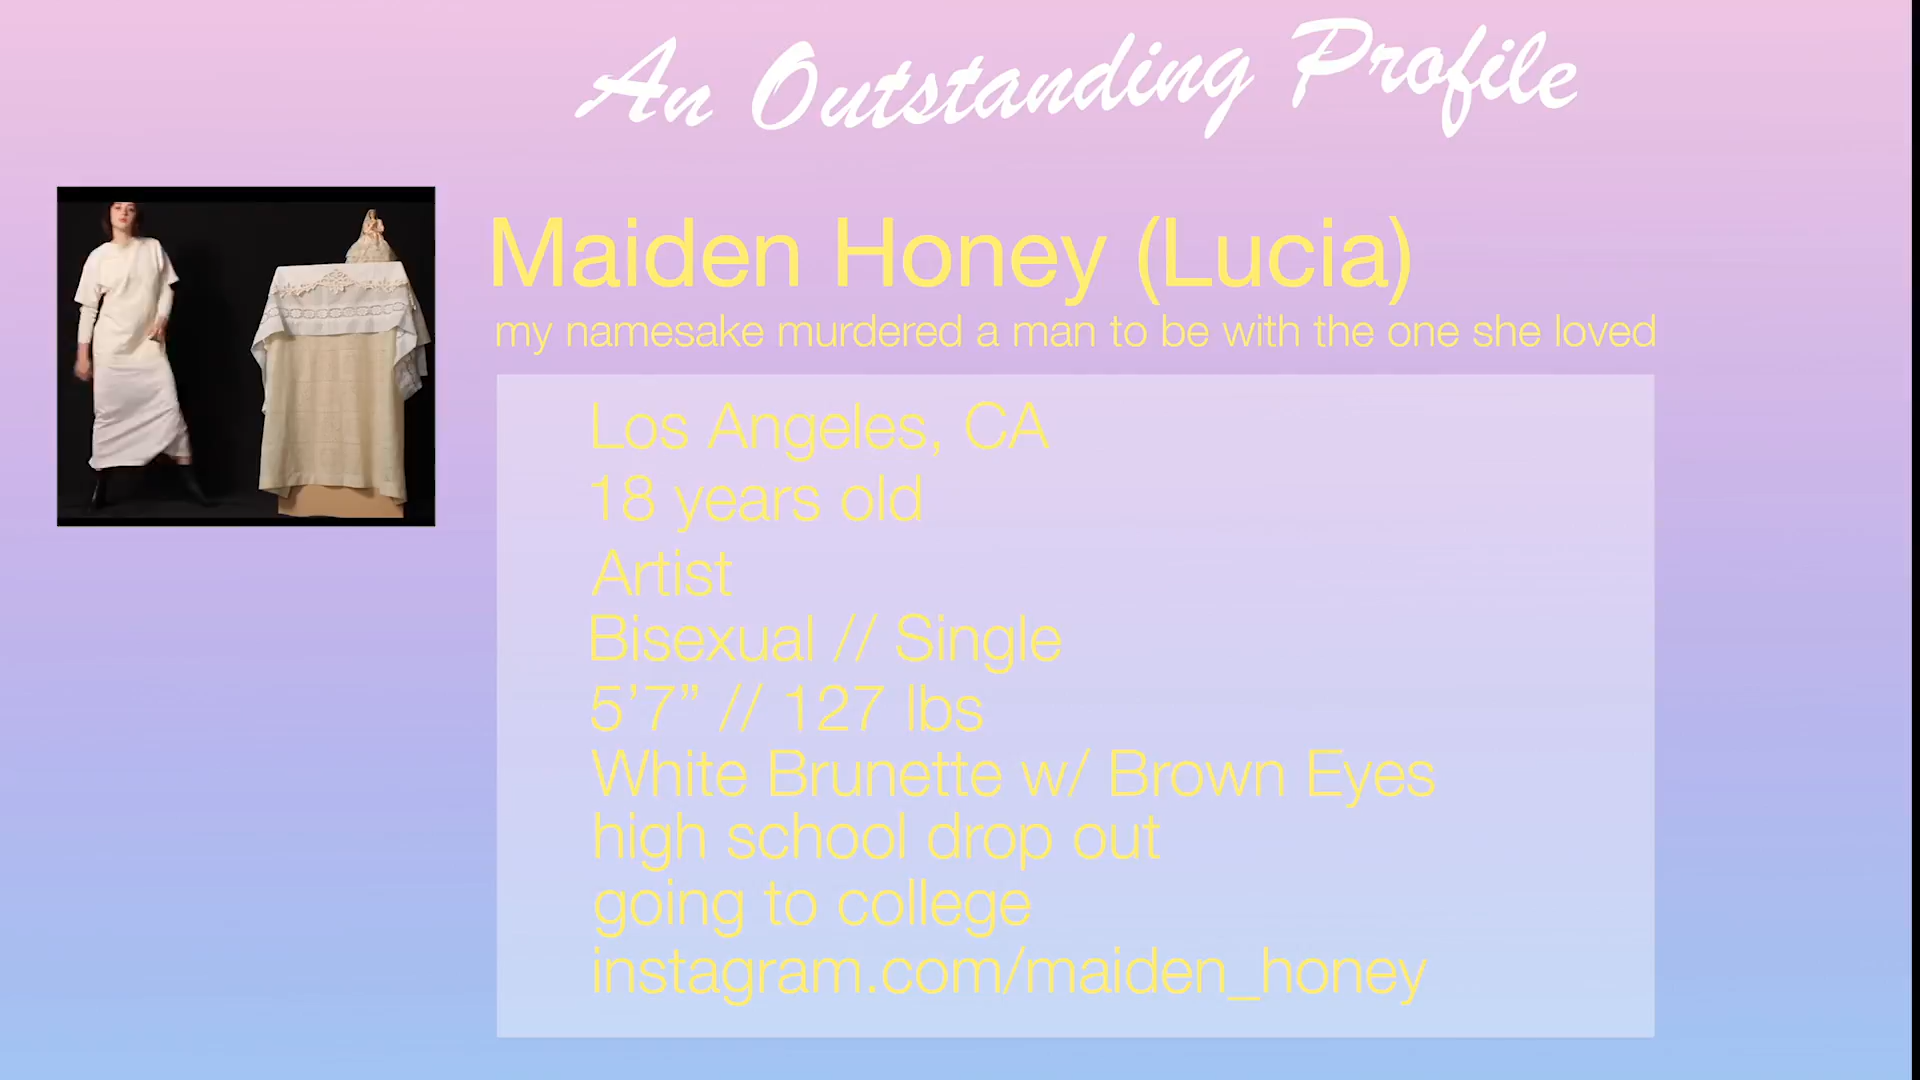 An Outstanding Profile
Maiden Honey (Lucia)
my namesake murdered a man to be with the one she loved
Los Angeles, CA
18 years old
Artist
Bisexual // Single
5’7” // 127 lbs
White Brunette w/ Brown Eyes
high school drop out
going to college
instagram.com/maiden_honey